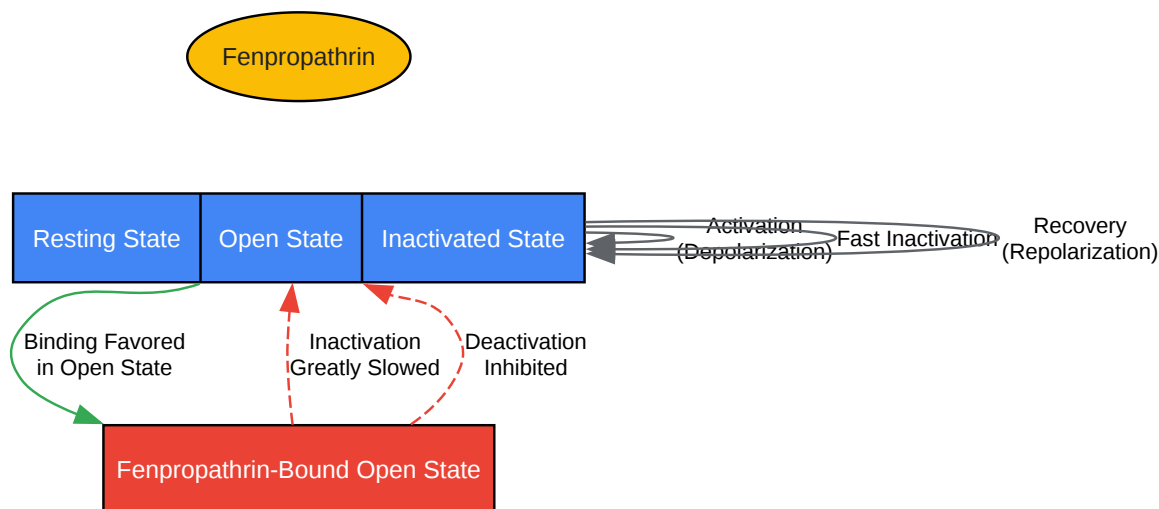 Fenpropathrin
Resting State
Open State
Inactivated State
Activation
(Depolarization)
Fast Inactivation
Recovery
(Repolarization)
Binding Favored
in Open State
Inactivation
Greatly Slowed
Deactivation
Inhibited
Fenpropathrin-Bound Open State